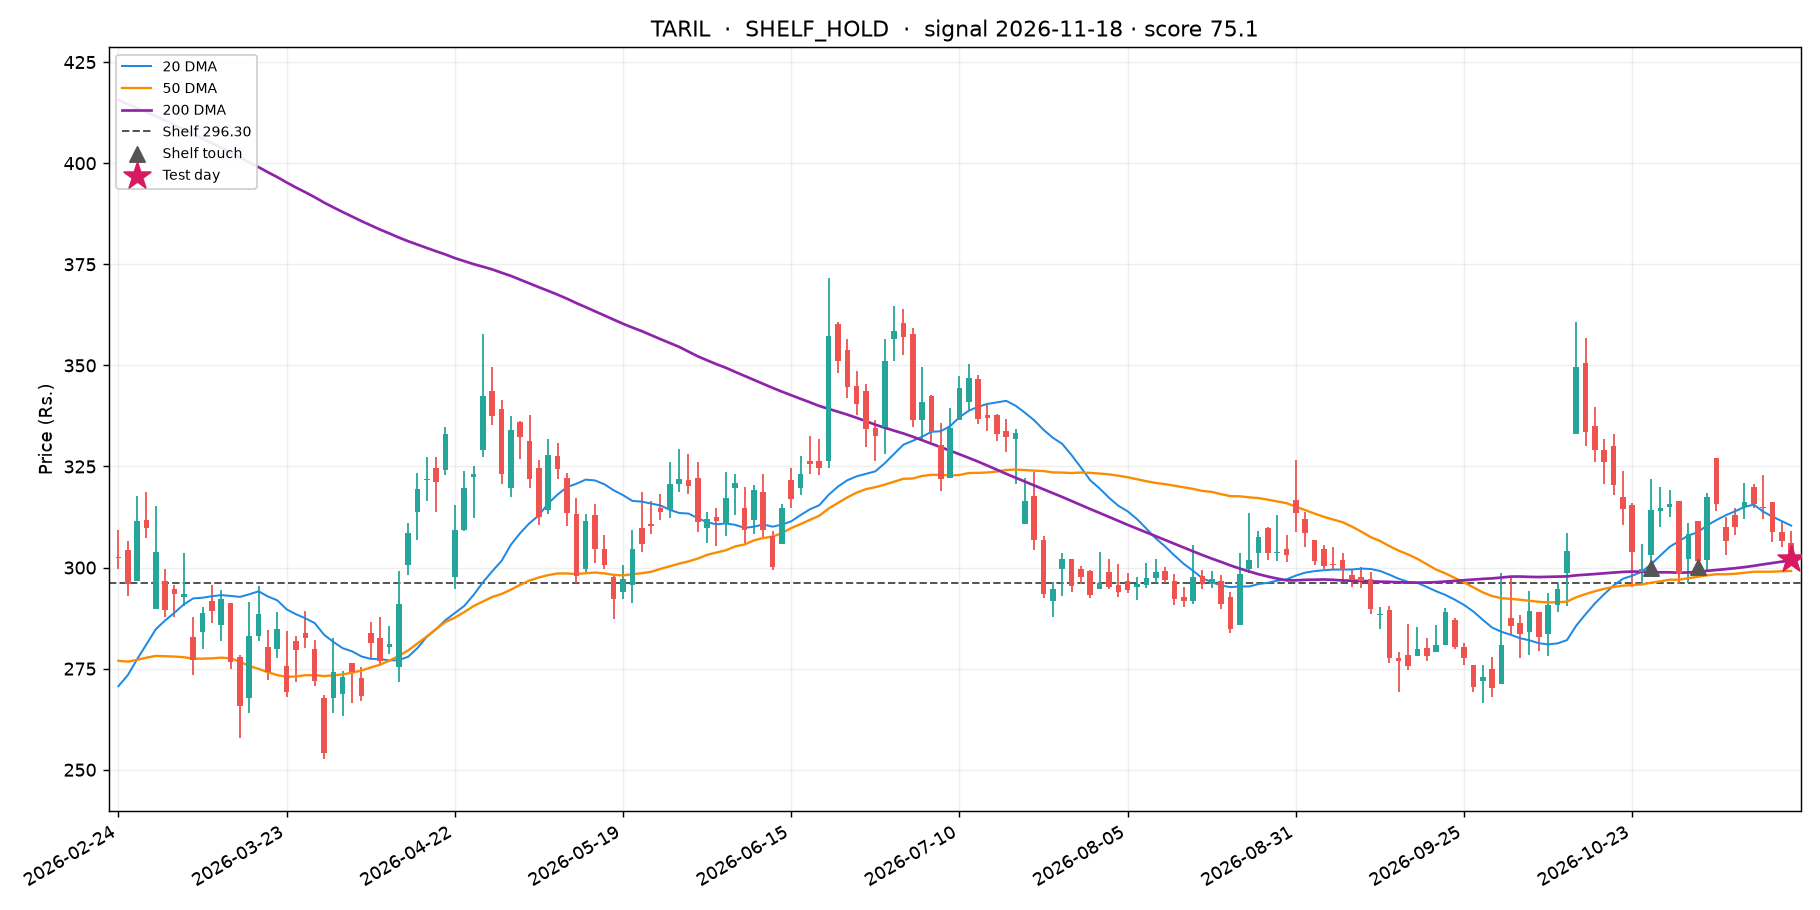 TARIL · SHELF_HOLD · signal 2026-11-18 · score 75.1
20 DMA
50 DMA
200 DMA
Shelf 296.30
Shelf touch
Test day
Price (Rs.)
425
400
375
350
325
300
275
250
2026-02-24
2026-03-23
2026-04-22
2026-05-19
2026-06-15
2026-07-10
2026-08-05
2026-08-31
2026-09-25
2026-10-23